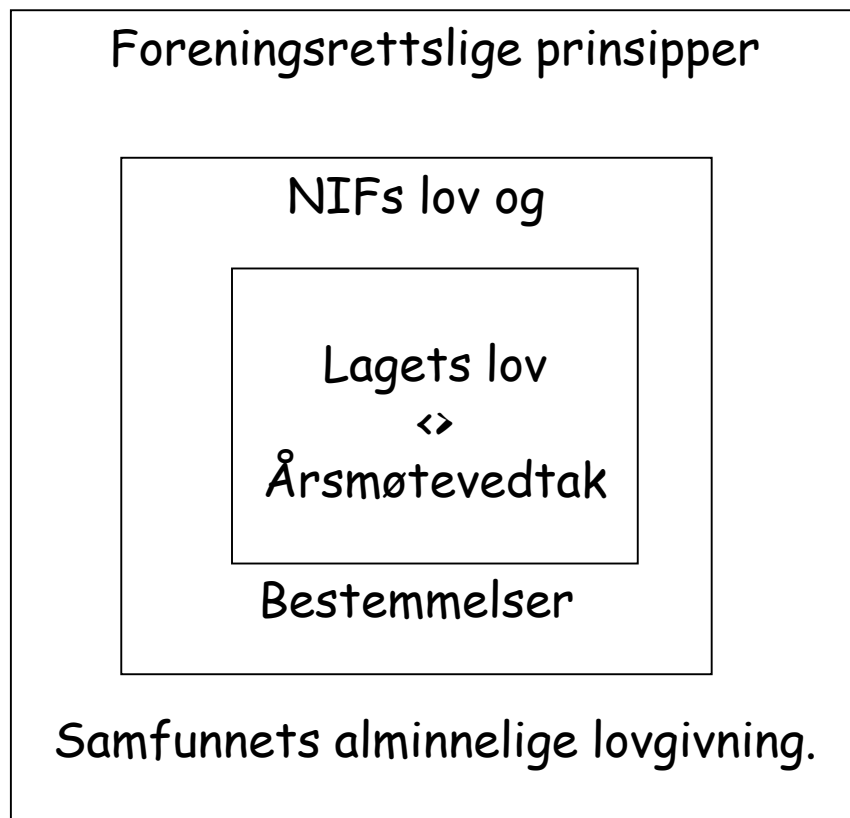 Foreningsrettslige prinsipper
NIFs lov og
Lagets lov
<>
Årsmøtevedtak
Bestemmelser
Samfunnets alminnelige lovgivning.